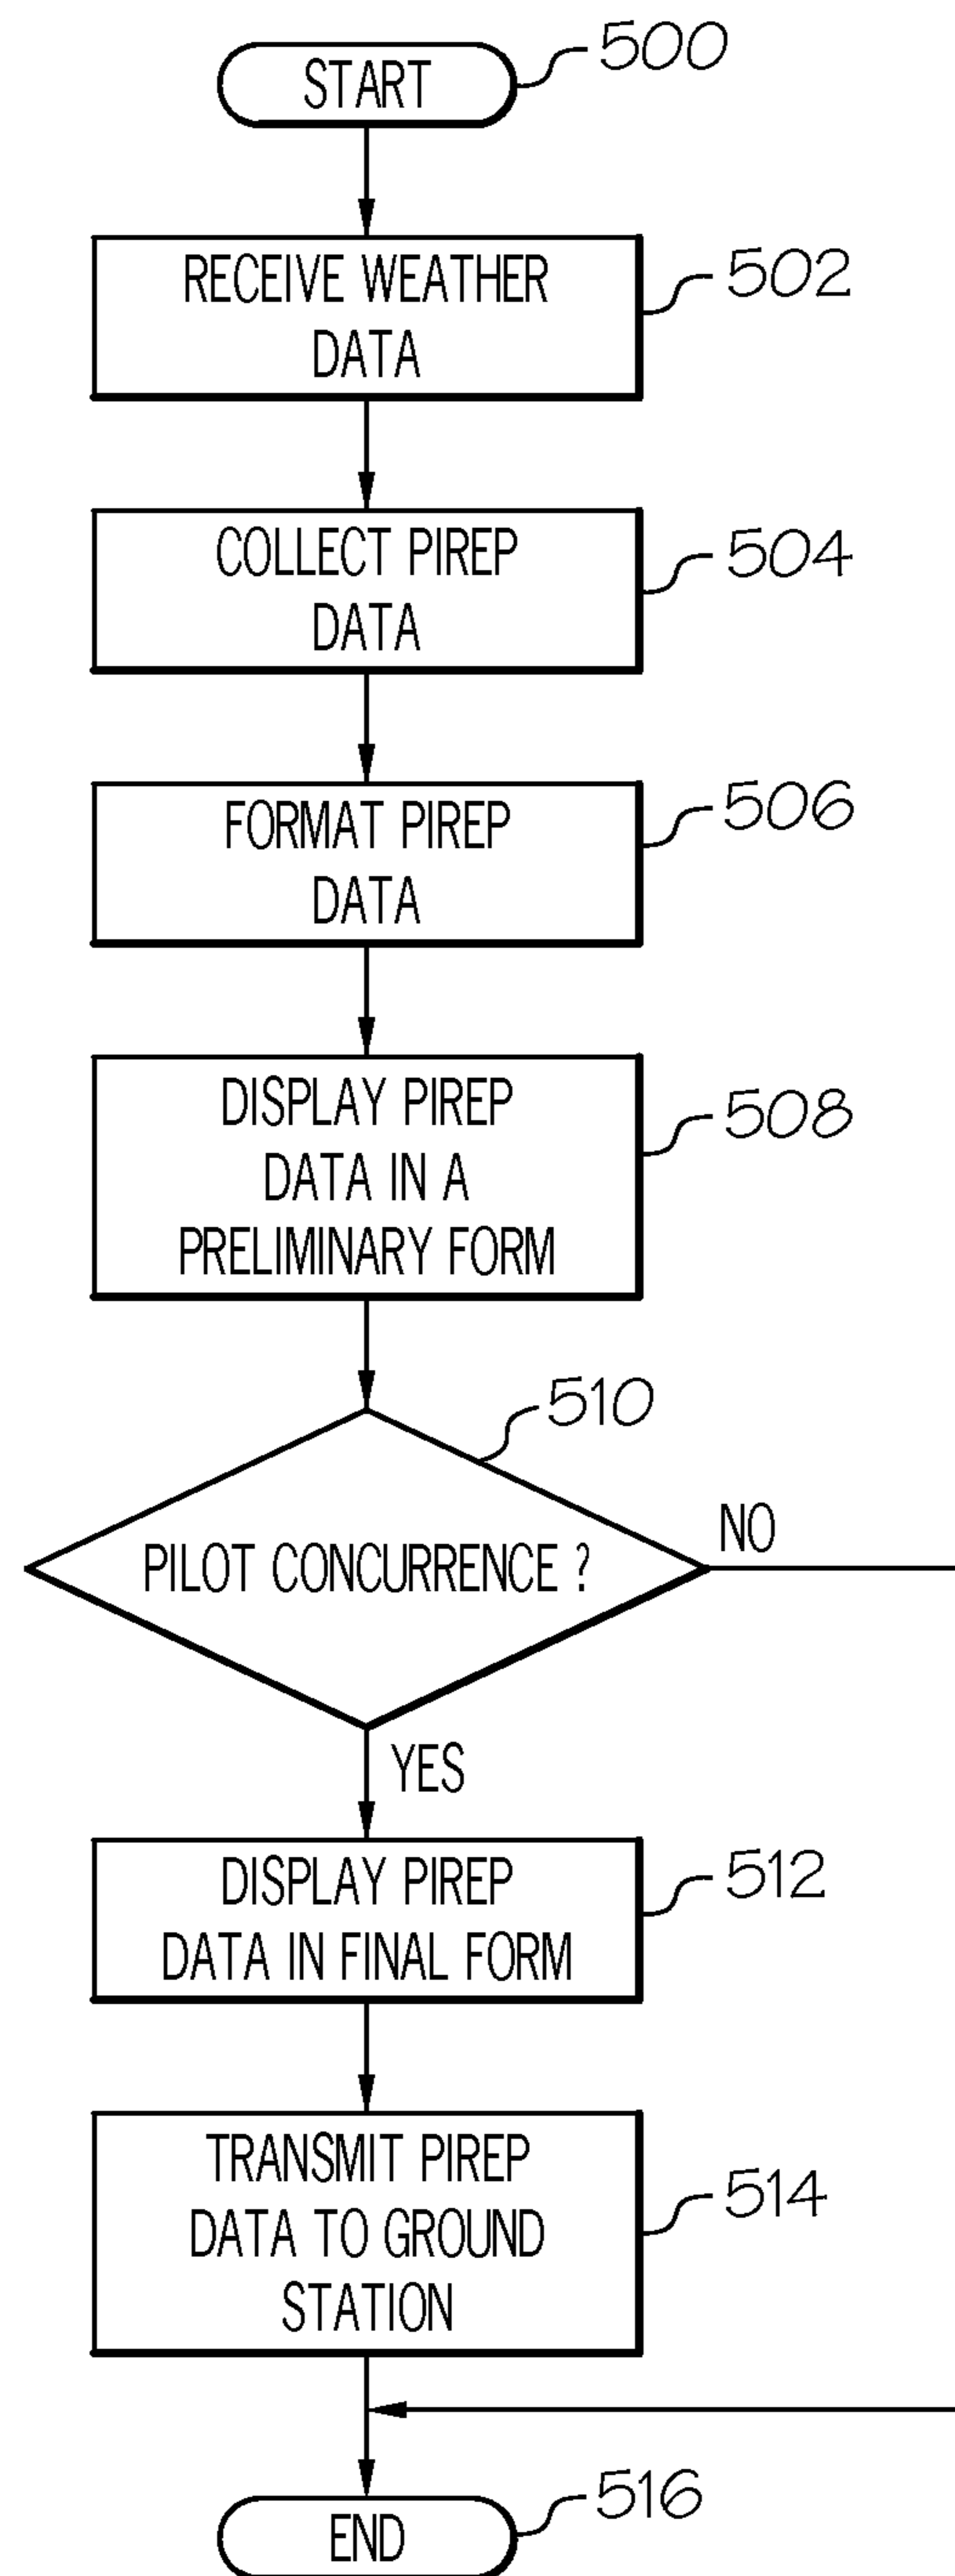 START
500
RECEIVE WEATHER
DATA
502
COLLECT PIREP
DATA
504
FORMAT PIREP
DATA
506
DISPLAY PIREP
DATA IN A
PRELIMINARY FORM
508
510
PILOT CONCURRENCE ?
NO
YES
DISPLAY PIREP
DATA IN FINAL FORM
512
TRANSMIT PIREP
DATA TO GROUND
STATION
514
END
516